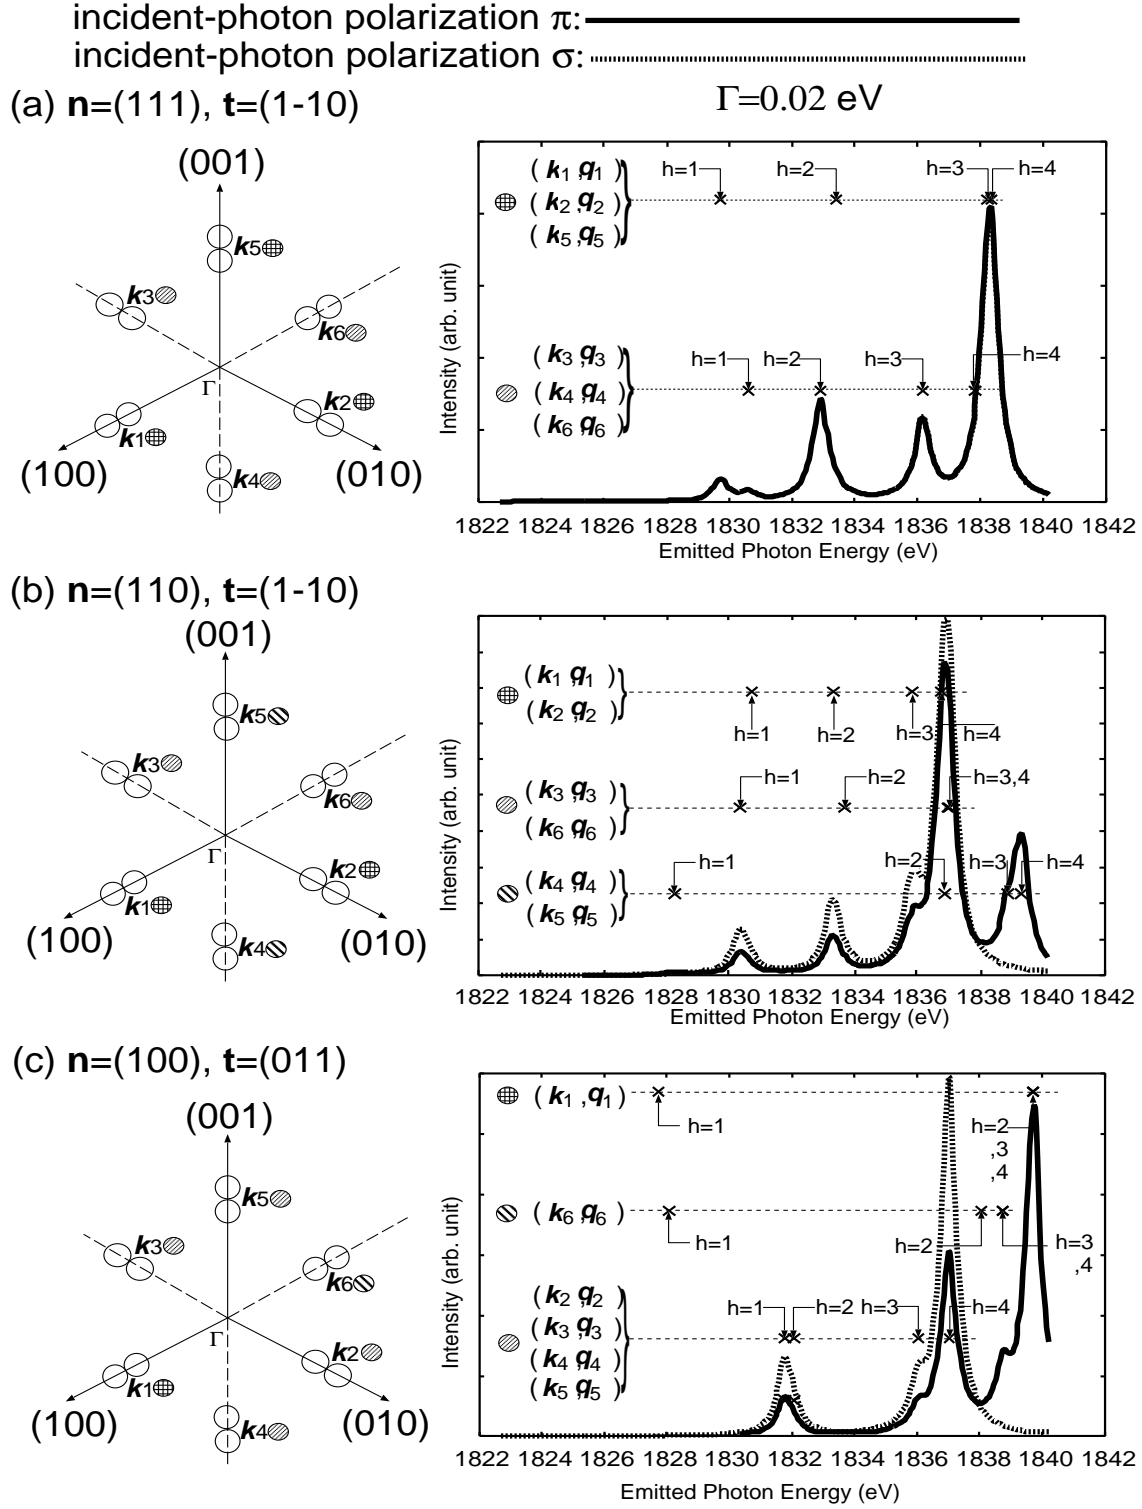 incident-photon polarization π:
incident-photon polarization σ:
(a) n=(111), t=(1-10)
Γ=0.02 eV
(001)
k5
k3
k6
Γ
k2
k1
(100)
k4
(010)
Intensity (arb. unit)
(k1,q1)
(k2,q2)
(k5,q5)
h=1
h=2
h=3
h=4
(k3,q3)
(k4,q4)
(k6,q6)
h=1
h=2
h=3
h=4
1822 1824 1826 1828 1830 1832 1834 1836 1838 1840 1842
Emitted Photon Energy (eV)
(b) n=(110), t=(1-10)
(001)
k5
k3
k6
Γ
k2
k1
(100)
k4
(010)
Intensity (arb. unit)
(k1,q1)
(k2,q2)
h=1
h=2
h=3
h=4
(k3,q3)
(k6,q6)
h=1
h=2
h=3,4
(k4,q4)
(k5,q5)
h=1
h=2
h=3
h=4
1822 1824 1826 1828 1830 1832 1834 1836 1838 1840 1842
Emitted Photon Energy (eV)
(c) n=(100), t=(011)
(001)
k5
k3
k6
Γ
k2
k1
(100)
k4
(010)
Intensity (arb. unit)
(k1,q1)
h=1
h=2
,3
,4
(k6,q6)
h=1
h=2
h=3
,4
(k2,q2)
(k3,q3)
(k4,q4)
(k5,q5)
h=1
h=2
h=3
h=4
1822 1824 1826 1828 1830 1832 1834 1836 1838 1840 1842
Emitted Photon Energy (eV)